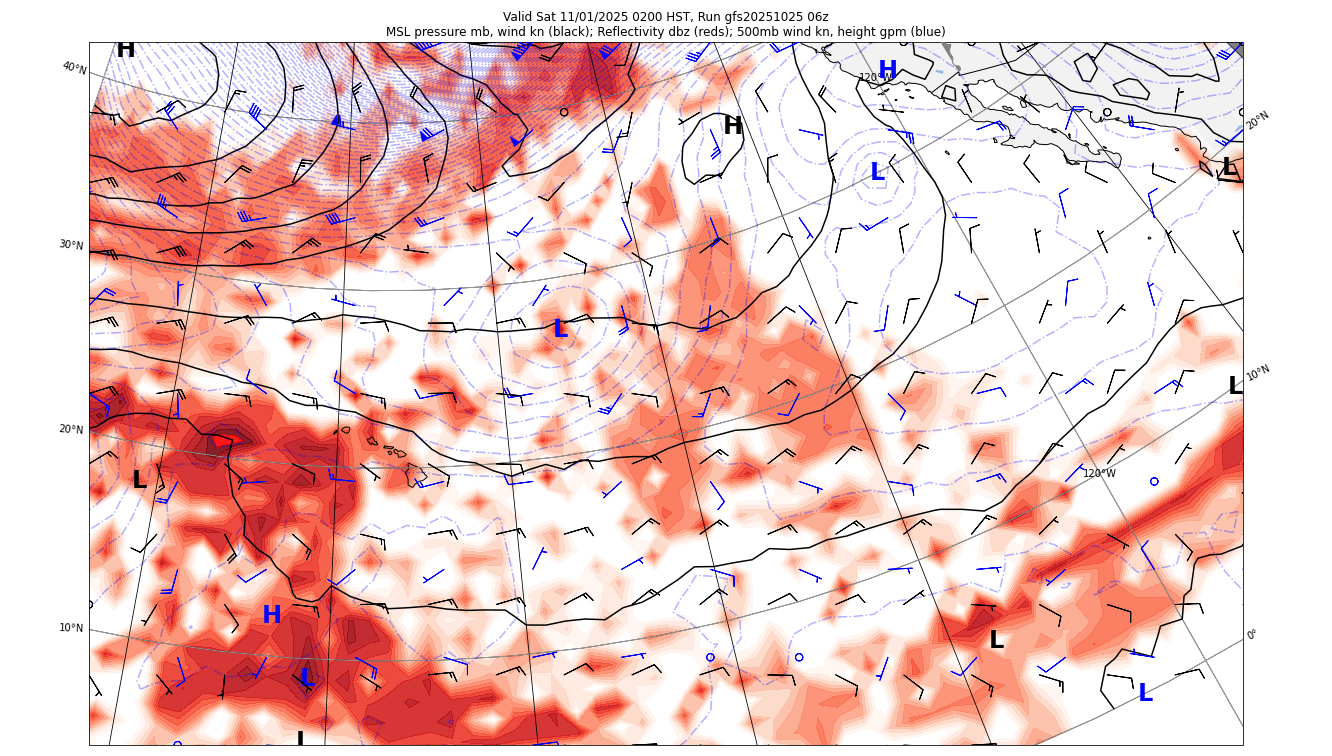 Valid Sat 11/01/2025 0200 HST, Run gfs20251025 06z
MSL pressure mb, wind kn (black); Reflectivity dbz (reds); 500mb wind kn, height gpm (blue)
H
40°N
H
120°W
20°N
H
L
L
30°N
L
10°N
L
20°N
L
120°W
H
10°N
L
0°
L
L
L